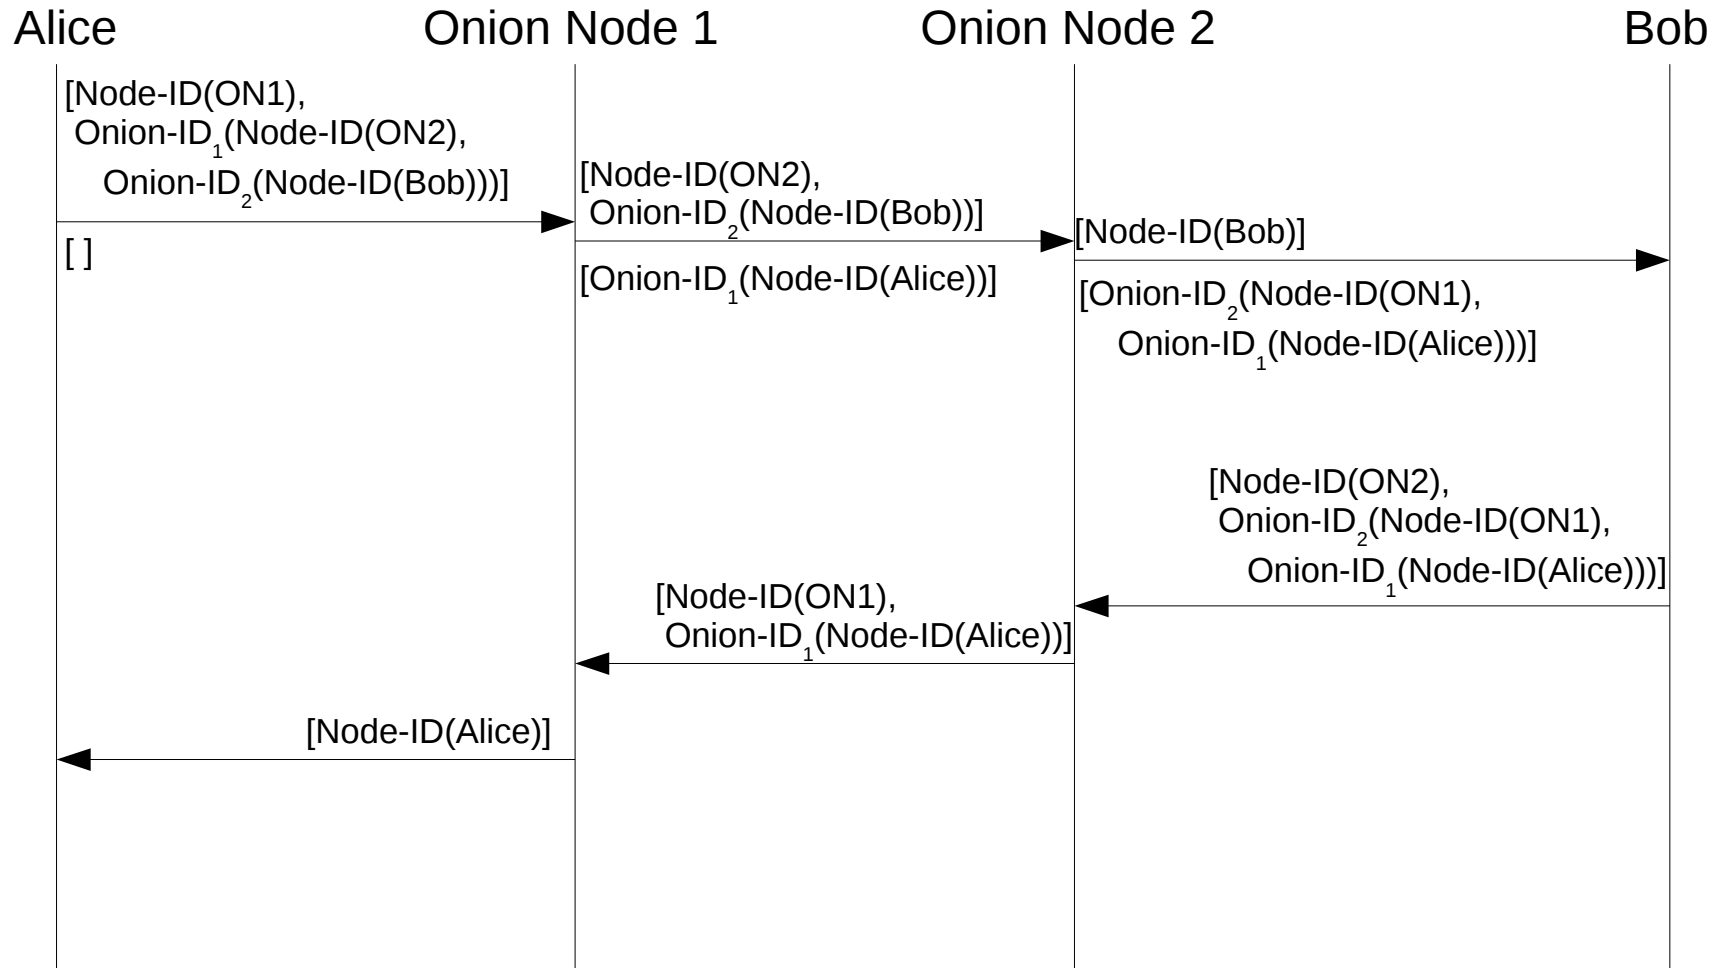 Alice Onion Node 1 Onion Node 2 Bob
[Node-ID(ON1),
Onion-ID₁(Node-ID(ON2),
Onion-ID₂(Node-ID(Bob)))]
[ ]
[Node-ID(ON2),
Onion-ID₂(Node-ID(Bob))]
[Onion-ID₁(Node-ID(Alice))]
[Node-ID(Bob)]
[Onion-ID₂(Node-ID(ON1),
Onion-ID₁(Node-ID(Alice)))]
[Node-ID(ON2),
Onion-ID₂(Node-ID(ON1),
Onion-ID₁(Node-ID(Alice)))]
[Node-ID(ON1),
Onion-ID₁(Node-ID(Alice))]
[Node-ID(Alice)]